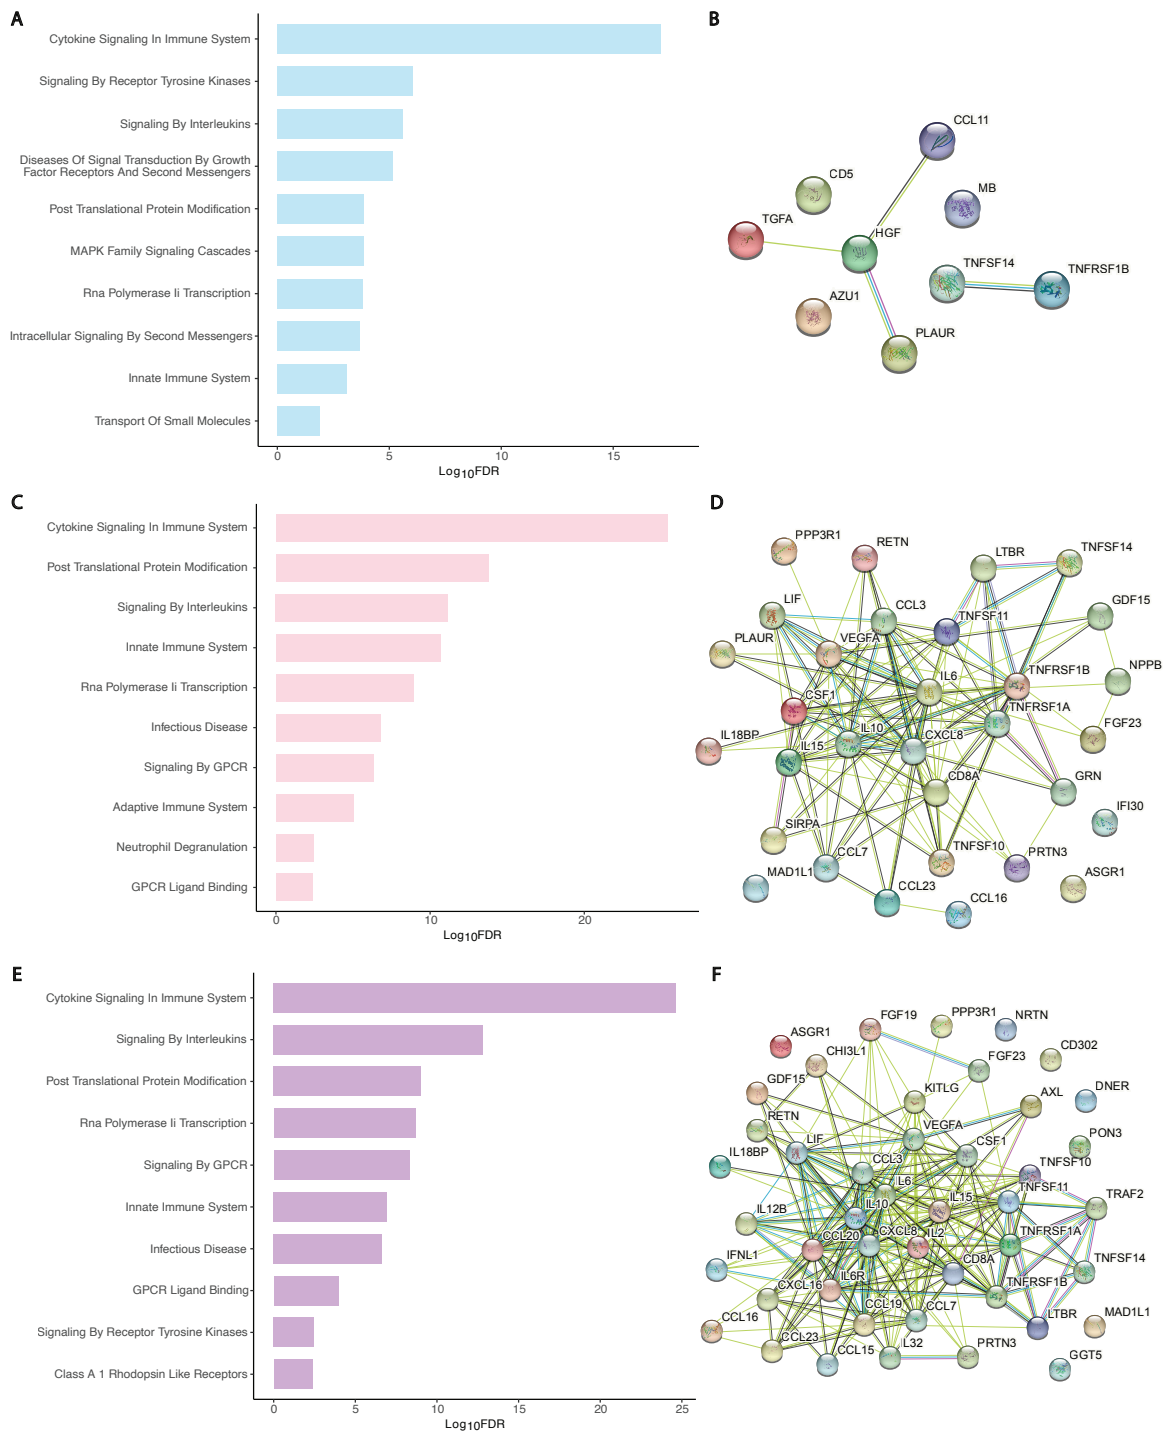 A
Cytokine Signaling In Immune System
Signaling By Receptor Tyrosine Kinases
Signaling By Interleukins
Diseases Of Signal Transduction By Growth
Factor Receptors And Second Messengers
Post Translational Protein Modification
MAPK Family Signaling Cascades
Rna Polymerase Ii Transcription
Intracellular Signaling By Second Messengers
Innate Immune System
Transport Of Small Molecules
0 5 10 15
Log10FDR
B
CCL11
CD5
MB
TGFA
HGF
TNFSF14
TNFRSF1B
AZU1
PLAUR
C
Cytokine Signaling In Immune System
Post Translational Protein Modification
Signaling By Interleukins
Innate Immune System
Rna Polymerase Ii Transcription
Infectious Disease
Signaling By GPCR
Adaptive Immune System
Neutrophil Degranulation
GPCR Ligand Binding
0 10 20
Log10FDR
D
PPP3R1
RETN
LTBR
TNFSF14
LIF
CCL3
TNFSF11
GDF15
PLAUR
VEGFA
IL6
TNFRSF1B
NPPB
CSF1
TNFRSF1A
IL18BP
IL15
IL10
CXCL8
FGF23
CD8A
GRN
IFI30
SIRPA
CCL7
TNFSF10
PRTN3
MAD1L1
CCL23
CCL16
ASGR1
E
Cytokine Signaling In Immune System
Signaling By Interleukins
Post Translational Protein Modification
Rna Polymerase Ii Transcription
Signaling By GPCR
Innate Immune System
Infectious Disease
GPCR Ligand Binding
Signaling By Receptor Tyrosine Kinases
Class A 1 Rhodopsin Like Receptors
0 5 10 15 20 25
Log10FDR
F
FGF19
PPP3R1
NRTN
ASGR1
CHI3L1
FGF23
CD302
GDF15
KITLG
AXL
DNER
RETN
LIF
VEGFA
CSF1
PON3
IL18BP
CCL3
TNFSF10
IL6
IL15
TNFSF11
TRAF2
IL12B
IL10
CCL20
CXCL8
IL2
TNFRSF1A
IFNL1
CXCL16
IL6R
CD8A
TNFRSF1B
TNFSF14
CCL16
CCL19
CCL7
LTBR
MAD1L1
CCL23
CCL15
IL32
PRTN3
GGT5